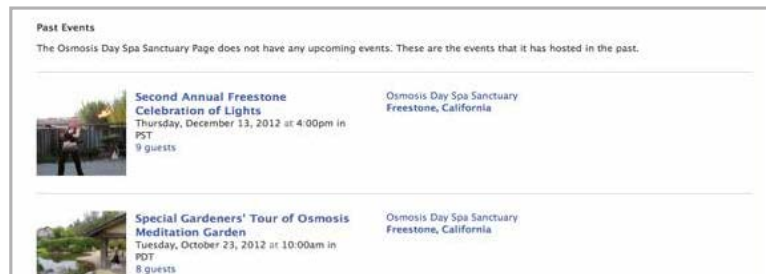 Past Events
The Osmosis Day Spa Sanctuary Page does not have any upcoming events. These are the events that it has hosted in the past.
Second Annual Freestone
Celebration of Lights
Thursday, December 13, 2012 at 4:00pm in
PST
9 guests
Osmosis Day Spa Sanctuary
Freestone, California
Special Gardeners' Tour of Osmosis
Meditation Garden
Tuesday, October 23, 2012 at 10:00am in
PDT
8 guests
Osmosis Day Spa Sanctuary
Freestone, California